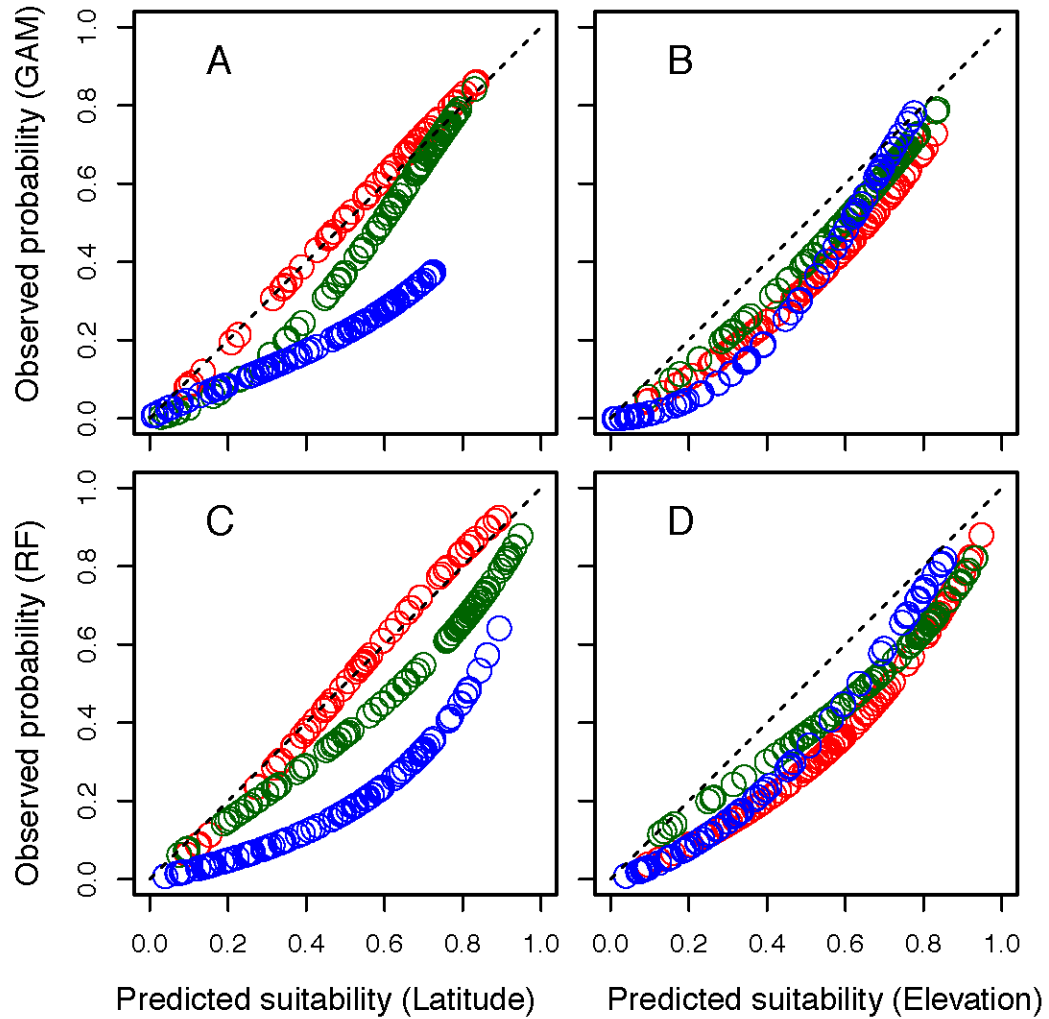 A
B
Observed probability (GAM)
0.0 0.2 0.4 0.6 0.8 1.0
C
D
Observed probability (RF)
0.0 0.2 0.4 0.6 0.8 1.0
0.0 0.2 0.4 0.6 0.8 1.0
0.0 0.2 0.4 0.6 0.8 1.0
Predicted suitability (Latitude)
Predicted suitability (Elevation)